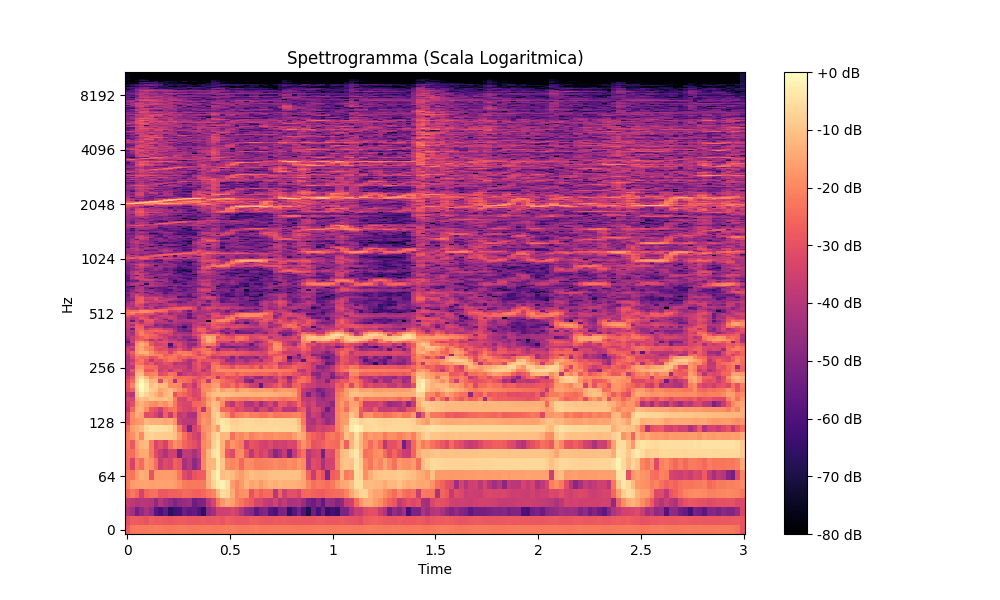 Spettrogramma (Scala Logaritmica)
Hz
8192
4096
2048
1024
512
256
128
64
0
0
0.5
1
1.5
2
2.5
3
Time
+0 dB
-10 dB
-20 dB
-30 dB
-40 dB
-50 dB
-60 dB
-70 dB
-80 dB